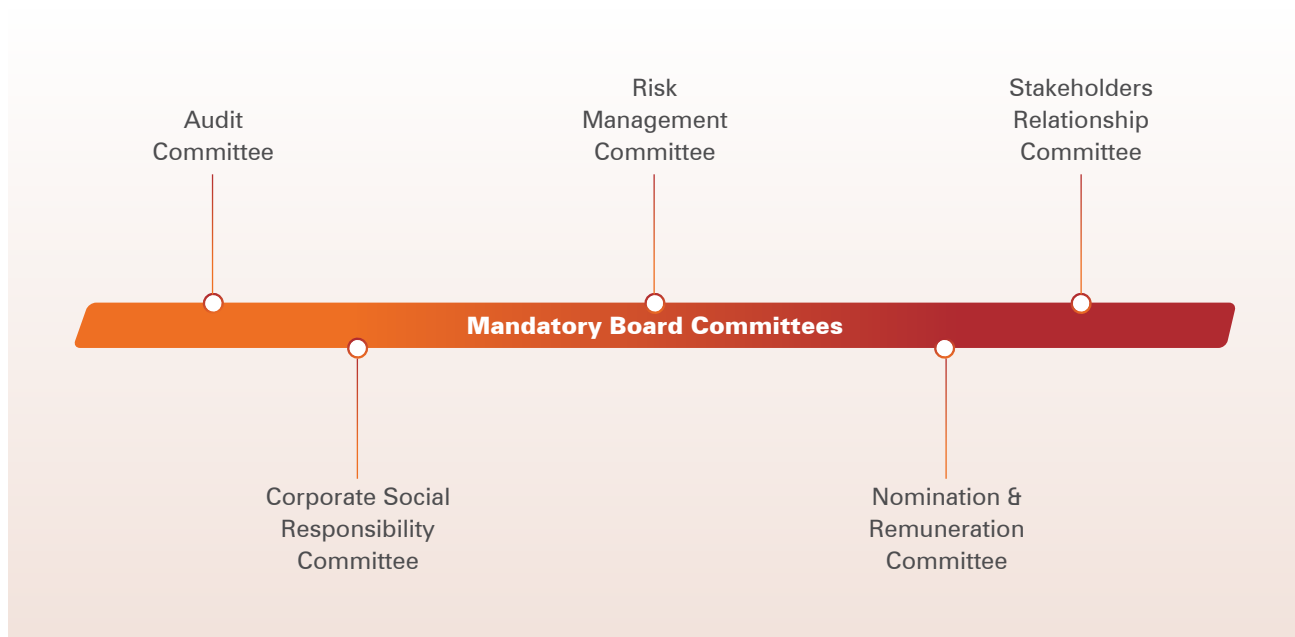 Audit
Committee
Risk
Management
Committee
Stakeholders
Relationship
Committee
Mandatory Board Committees
Corporate Social
Responsibility
Committee
Nomination &
Remuneration
Committee